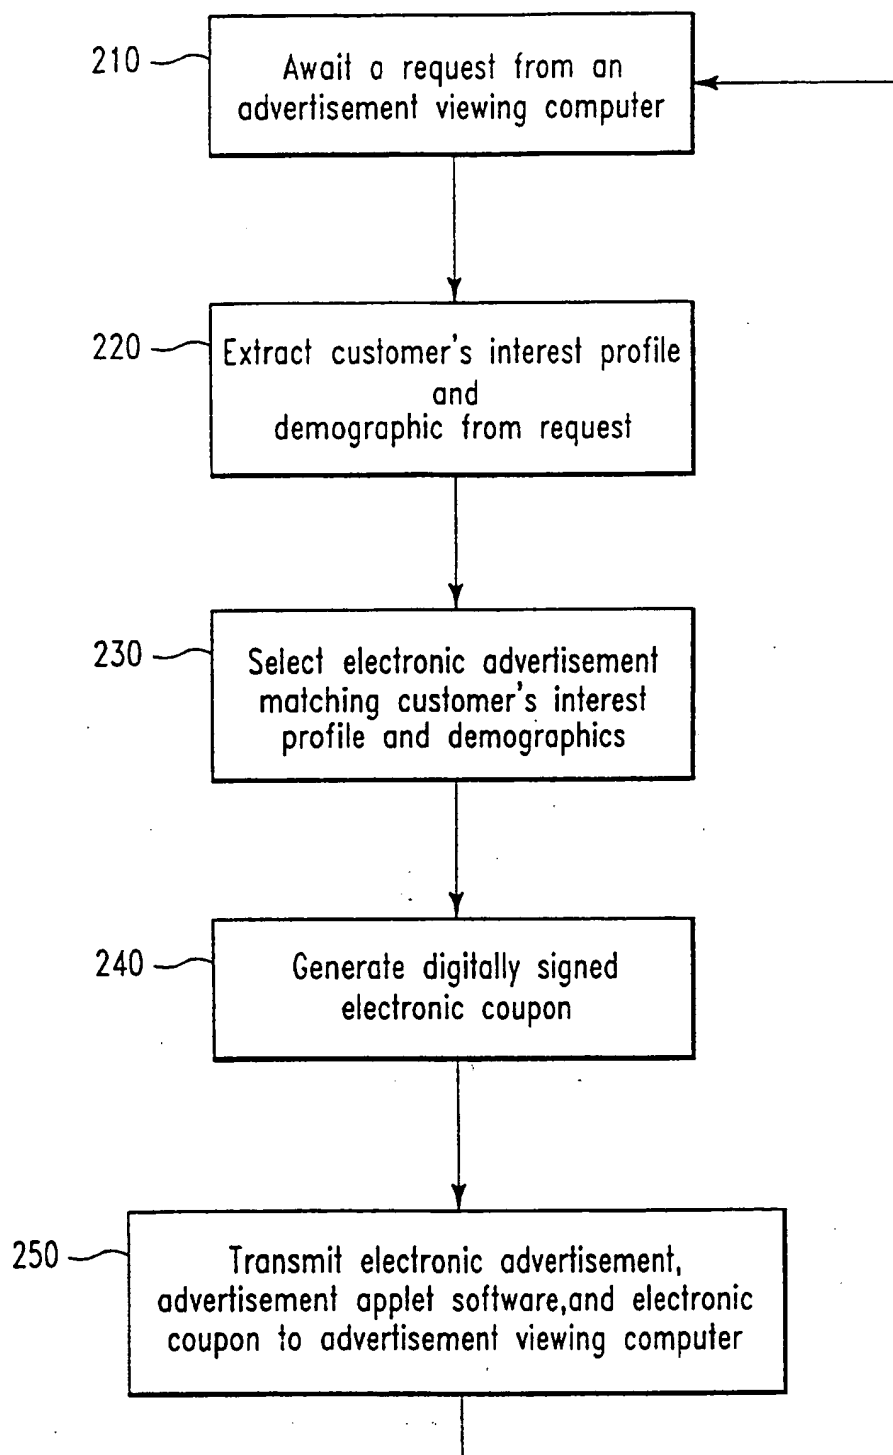 210
Await a request from an
advertisement viewing computer
220
Extract customer's interest profile
and
demographic from request
230
Select electronic advertisement
matching customer's interest
profile and demographics
240
Generate digitally signed
electronic coupon
250
Transmit electronic advertisement,
advertisement applet software,and electronic
coupon to advertisement viewing computer